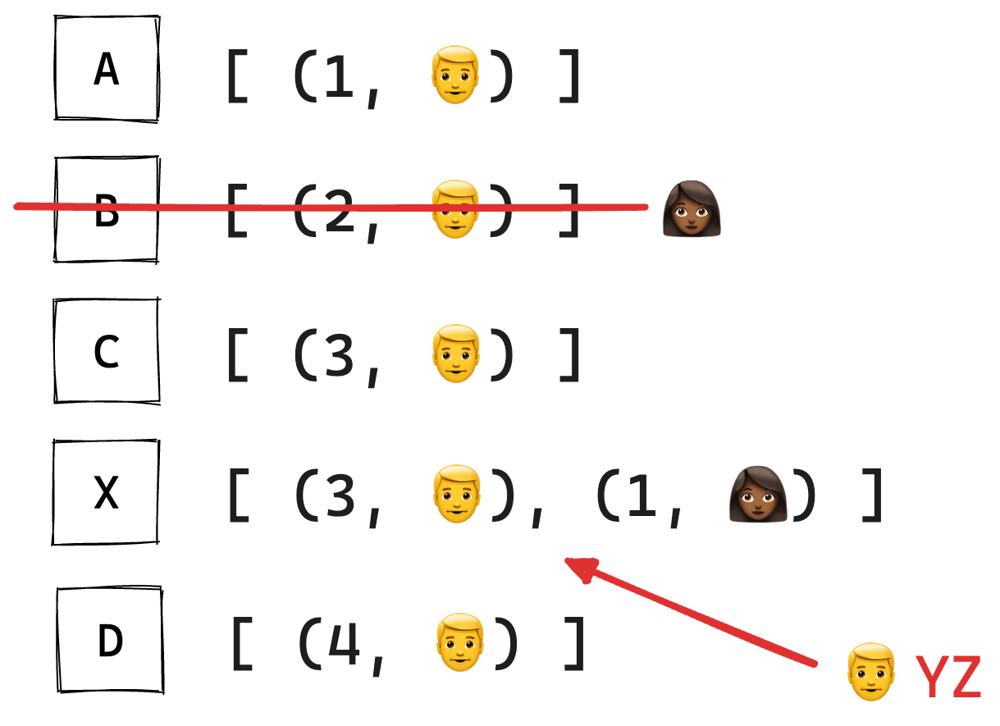 A [ (1, 👨🏼) ]
B [ (2, 👨🏼) ] 👩🏿
C [ (3, 👨🏼) ]
X [ (3, 👨🏼), (1, 👩🏿) ]
D [ (4, 👨🏼) ]
👨🏼 YZ